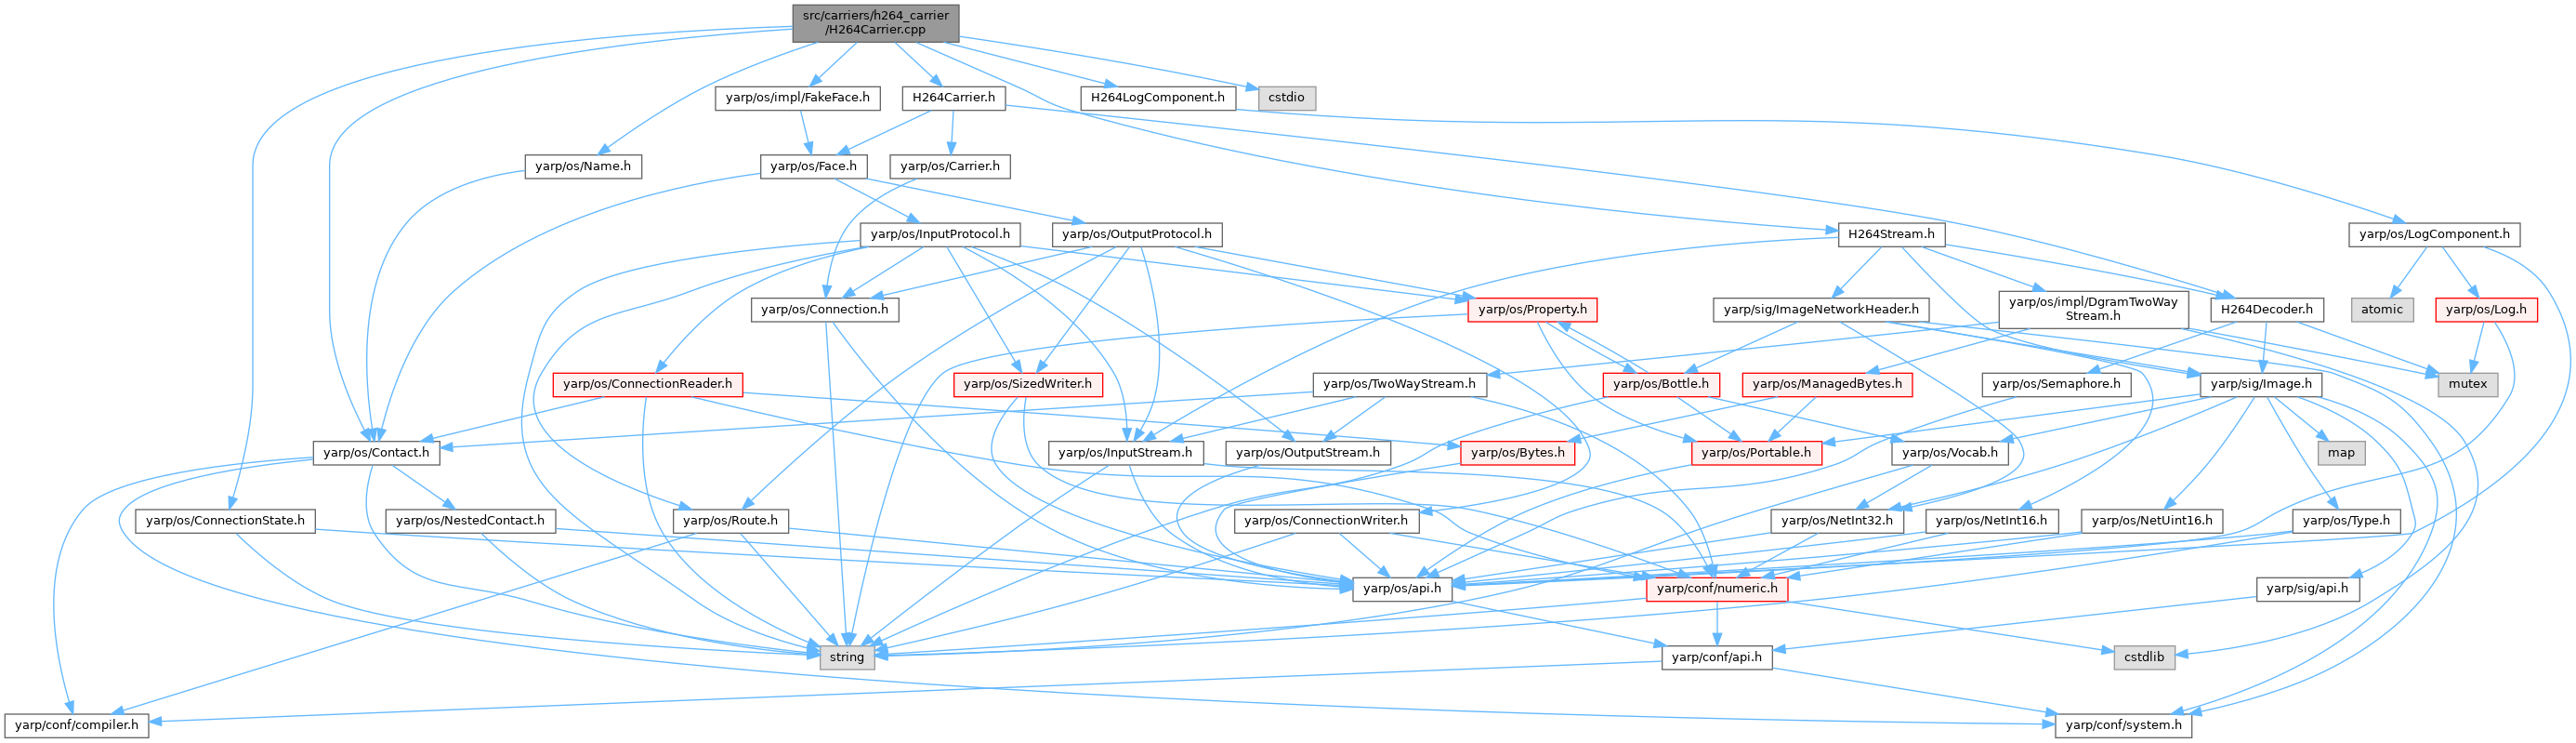 src/carriers/h264_carrier
/H264Carrier.cpp
yarp/os/impl/FakeFace.h
H264Carrier.h
H264LogComponent.h
cstdio
yarp/os/Name.h
yarp/os/Face.h
yarp/os/Carrier.h
yarp/os/InputProtocol.h
yarp/os/OutputProtocol.h
H264Stream.h
yarp/os/LogComponent.h
yarp/os/Connection.h
yarp/os/Property.h
yarp/sig/ImageNetworkHeader.h
yarp/os/impl/DgramTwoWay
Stream.h
H264Decoder.h
atomic
yarp/os/Log.h
yarp/os/ConnectionReader.h
yarp/os/SizedWriter.h
yarp/os/TwoWayStream.h
yarp/os/Bottle.h
yarp/os/ManagedBytes.h
yarp/os/Semaphore.h
yarp/sig/Image.h
mutex
yarp/os/Contact.h
yarp/os/InputStream.h
yarp/os/OutputStream.h
yarp/os/Bytes.h
yarp/os/Portable.h
yarp/os/Vocab.h
map
yarp/os/ConnectionState.h
yarp/os/NestedContact.h
yarp/os/Route.h
yarp/os/ConnectionWriter.h
yarp/os/NetInt32.h
yarp/os/NetInt16.h
yarp/os/NetUint16.h
yarp/os/Type.h
yarp/os/api.h
yarp/conf/numeric.h
yarp/sig/api.h
string
yarp/conf/api.h
cstdlib
yarp/conf/compiler.h
yarp/conf/system.h